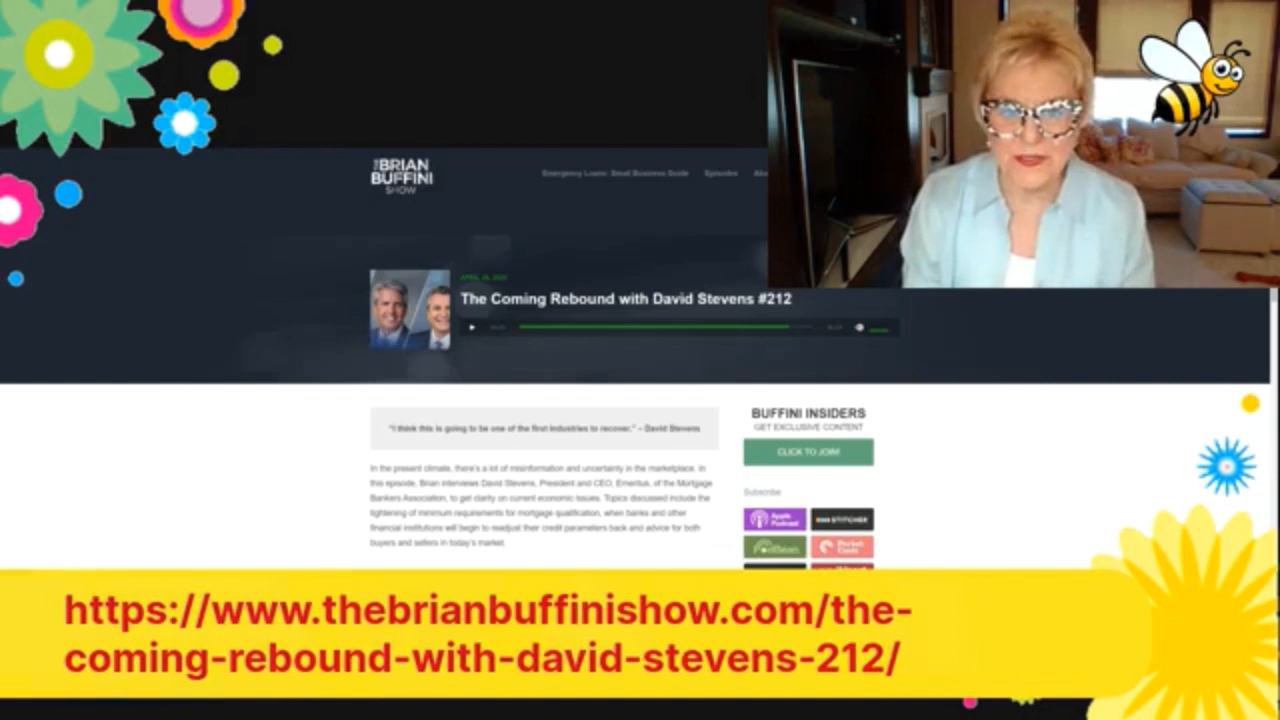 THE
BRIAN
BUFFINI
SHOW
Emergency Loans: Small Business Guide Episodes
APRIL 28, 2020
The Coming Rebound with David Stevens #212
"I think this is going to be one of the first industries to recover." – David Stevens
In the present climate, there's a lot of misinformation and uncertainty in the marketplace. In
this episode, Brian interviews David Stevens, President and CEO, Emeritus, of the Mortgage
Bankers Association, to get clarity on current economic issues. Topics discussed include the
tightening of minimum requirements for mortgage qualification, when banks and other
financial institutions will begin to readjust their credit parameters back and advice for both
buyers and sellers in today's market.
BUFFINI INSIDERS
GET EXCLUSIVE CONTENT
CLICK TO JOIN!
Subscribe
Apple
Podcast
STITCHER
PodBean
Pocket
Casts
https://www.thebrianbuffinishow.com/the-
coming-rebound-with-david-stevens-212/